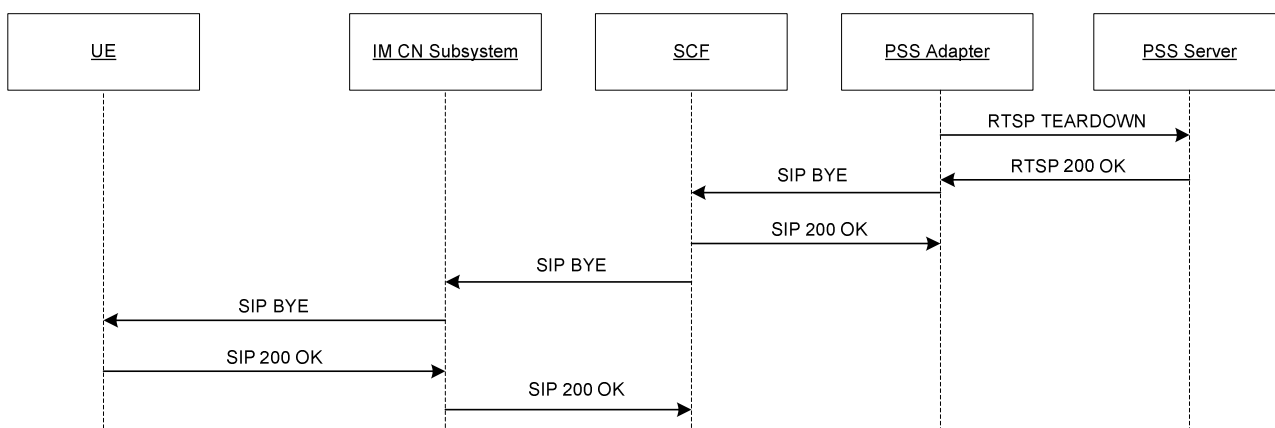 UE
IM CN Subsystem
SCF
PSS Adapter
PSS Server
RTSP TEARDOWN
RTSP 200 OK
SIP BYE
SIP 200 OK
SIP BYE
SIP BYE
SIP 200 OK
SIP 200 OK